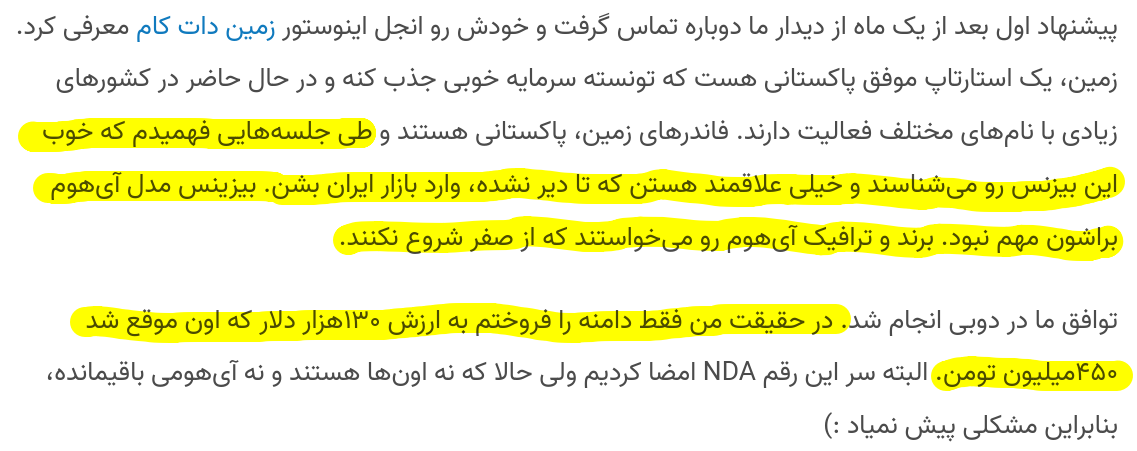 پیشنهاد اول بعد از یک ماه از دیدار ما دوباره تماس گرفت و خودش رو انجل اینوستور زمین دات کام معرفی کرد.
زمین، یک استارتاپ موفق پاکستانی هست که تونسته سرمایه خوبی جذب کنه و در حال حاضر در کشورهای
زیادی با نام‌های مختلف فعالیت دارند. فاندرهای زمین، پاکستانی هستند و طی جلسه‌هایی فهمیدم که خوب
این بیزنس رو می‌شناسند و خیلی علاقمند هستن که تا دیر نشده، وارد بازار ایران بشن. بیزینس مدل آی‌هوم
براشون مهم نبود. برند و ترافیک آی‌هوم رو می‌خواستند که از صفر شروع نکنند.
توافق ما در دوبی انجام شد. در حقیقت من فقط دامنه را فروختم به ارزش ۱۳۰هزار دلار که اون موقع شد
۴۵۰میلیون تومن. البته سر این رقم NDA امضا کردیم ولی حالا که نه اون‌ها هستند و نه آی‌هومی باقیمانده،
بنابراین مشکلی پیش نمیاد :)